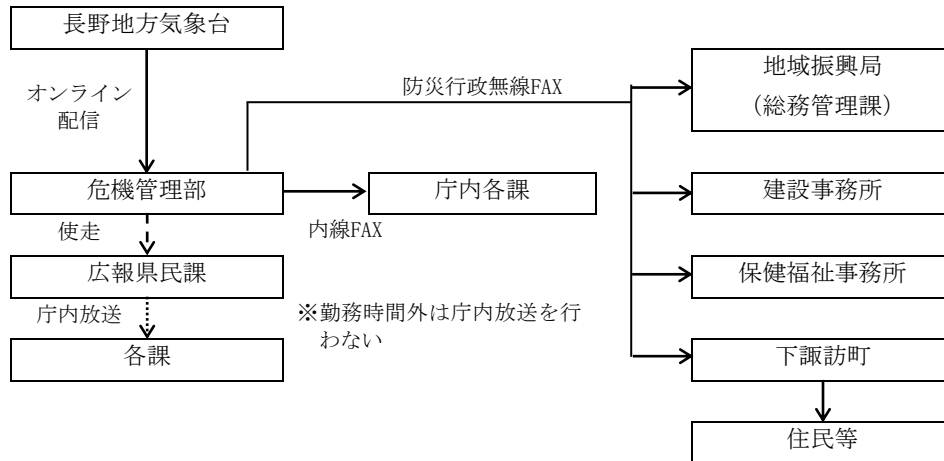 長野地方気象台
オンライン
配信
防災行政無線FAX
地域振興局
（総務管理課）
危機管理部
庁内各課
建設事務所
使走
内線FAX
広報県民課
保健福祉事務所
庁内放送
※勤務時間外は庁内放送を行
わない
各課
下諏訪町
住民等